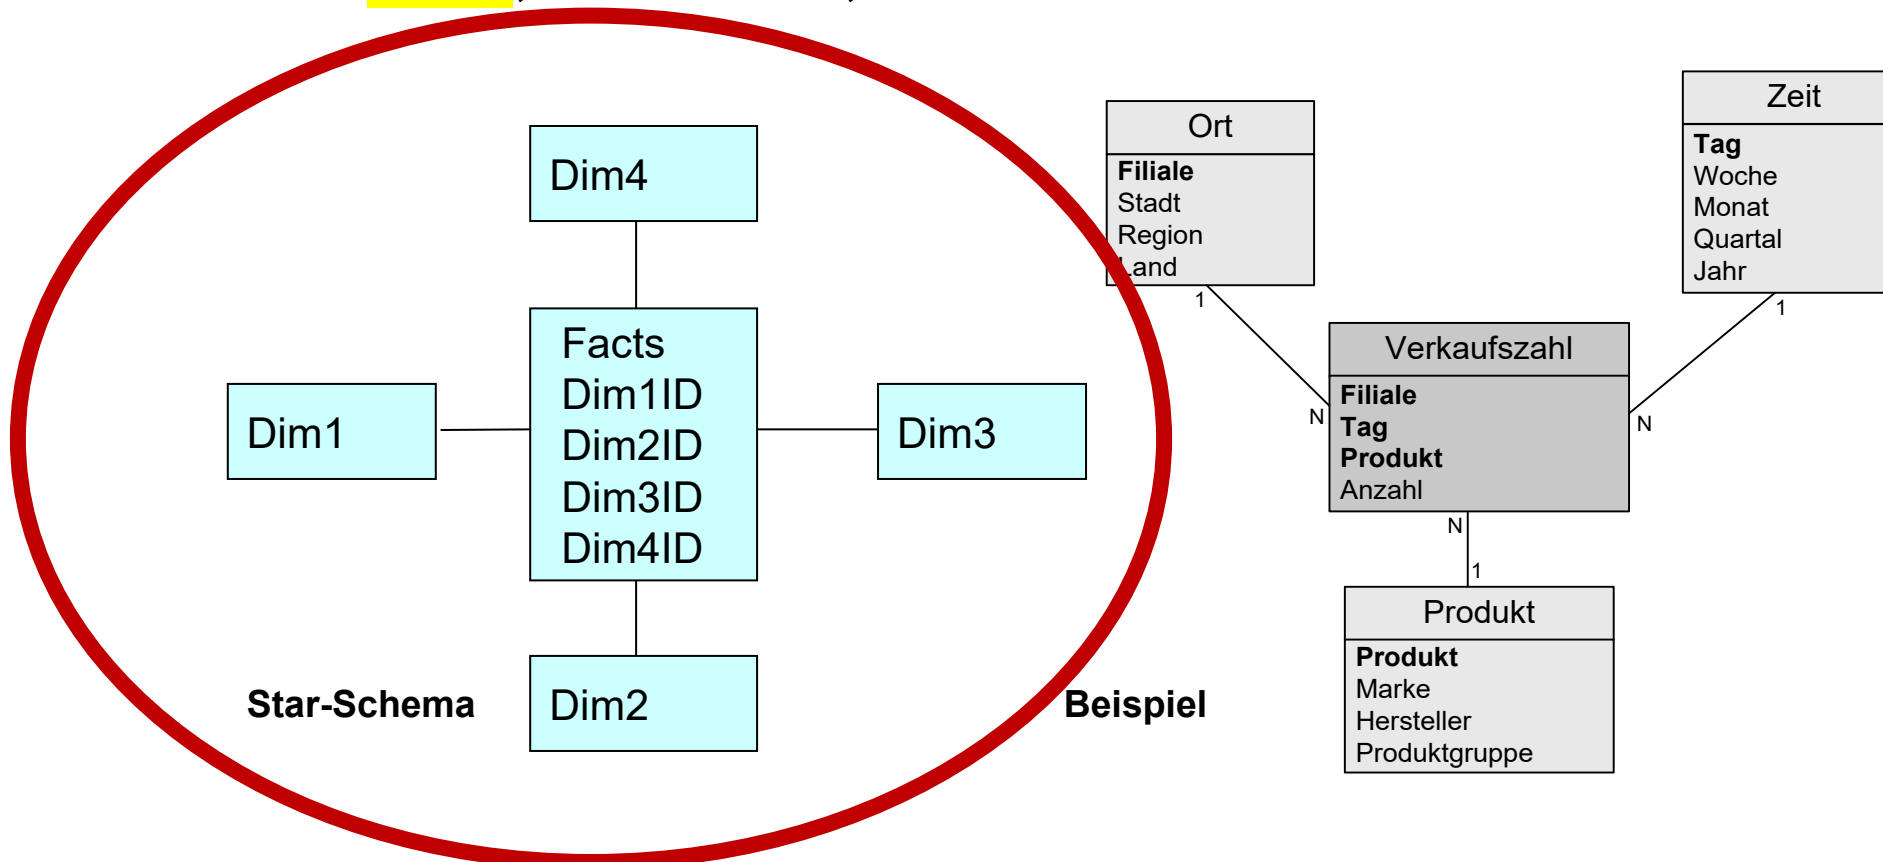 Dim4
Facts
Dim1ID
Dim2ID
Dim3ID
Dim4ID
Dim1
Dim3
Dim2
Star-Schema
Beispiel
Ort
Filiale
Stadt
Region
Land
1
Zeit
Tag
Woche
Monat
Quartal
Jahr
1
Verkaufszahl
Filiale
Tag
Produkt
Anzahl
N
N
N
1
Produkt
Produkt
Marke
Hersteller
Produktgruppe